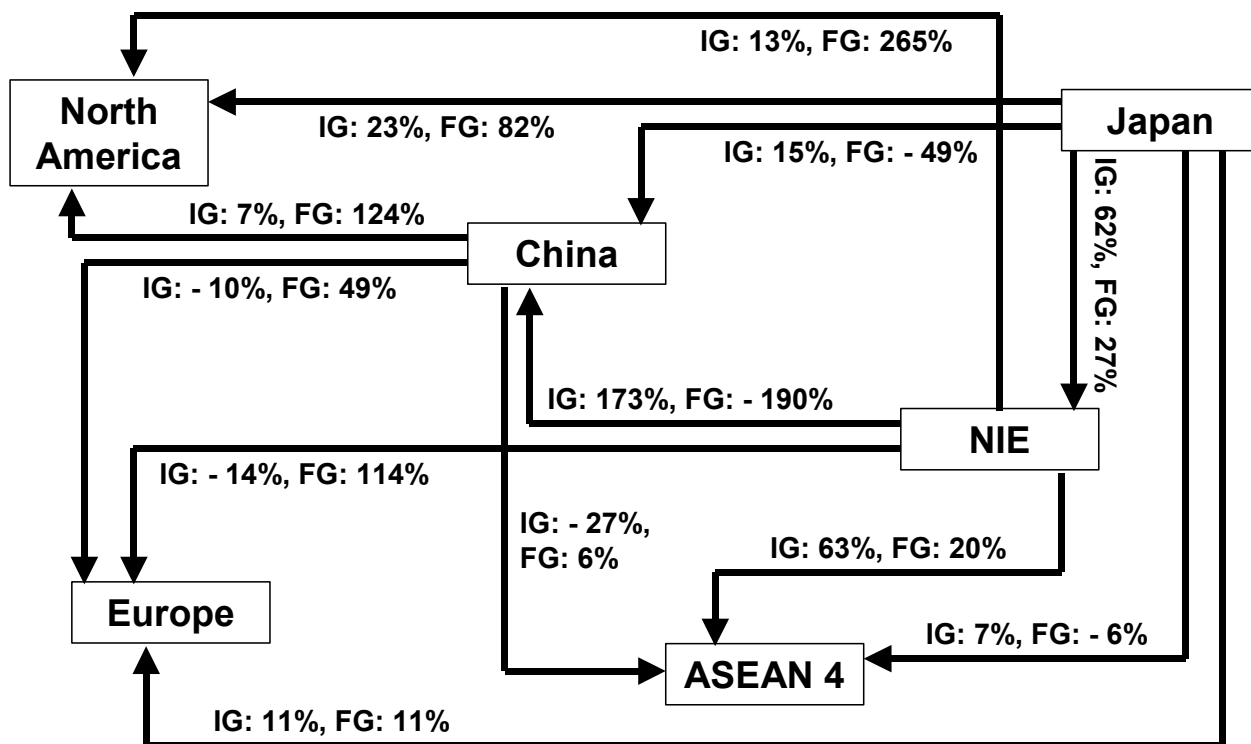 IG: 13%, FG: 265%
North
America
Japan
IG: 23%, FG: 82%
IG: 15%, FG: - 49%
IG: 62%, FG: 27%
IG: 7%, FG: 124%
China
IG: - 10%, FG: 49%
IG: 173%, FG: - 190%
NIE
IG: - 14%, FG: 114%
IG: - 27%,
FG: 6%
IG: 63%, FG: 20%
Europe
IG: 7%, FG: - 6%
ASEAN 4
IG: 11%, FG: 11%